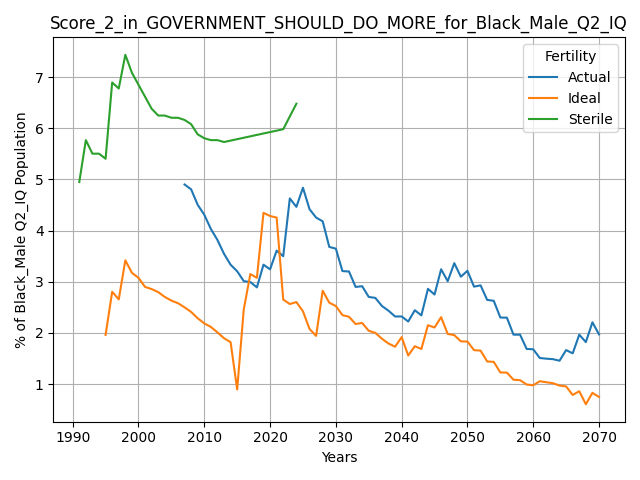 Score_2_in_GOVERNMENT_SHOULD_DO_MORE_for_Black_Male_Q2_IQ
Fertility
Actual
Ideal
Sterile
% of Black_Male Q2_IQ Population
7
6
5
4
3
2
1
1990 2000 2010 2020 2030 2040 2050 2060 2070
Years